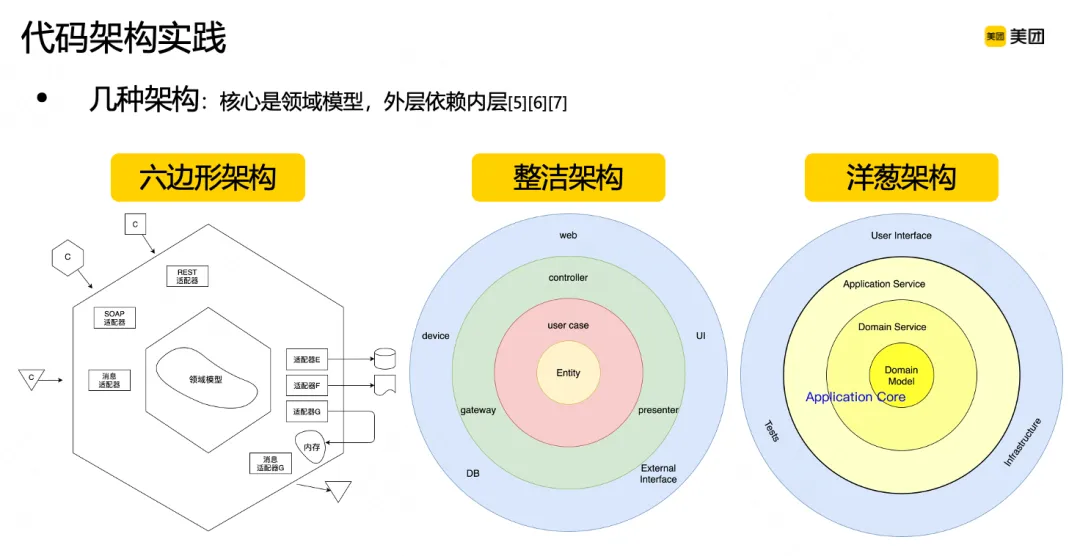 代码架构实践
美团 美团
• 几种架构：核心是领域模型，外层依赖内层[5][6][7]
六边形架构
C
C
REST
适配器
SOAP
适配器
C
消息
适配器
领域模型
适配器E
适配器F
适配器G
内存
消息
适配器G
整洁架构
web
controller
user case
device
UI
Entity
gateway
presenter
DB
External
Interface
洋葱架构
User Interface
Application Service
Domain Service
Domain
Model
Application Core
Tests
Infrastructure